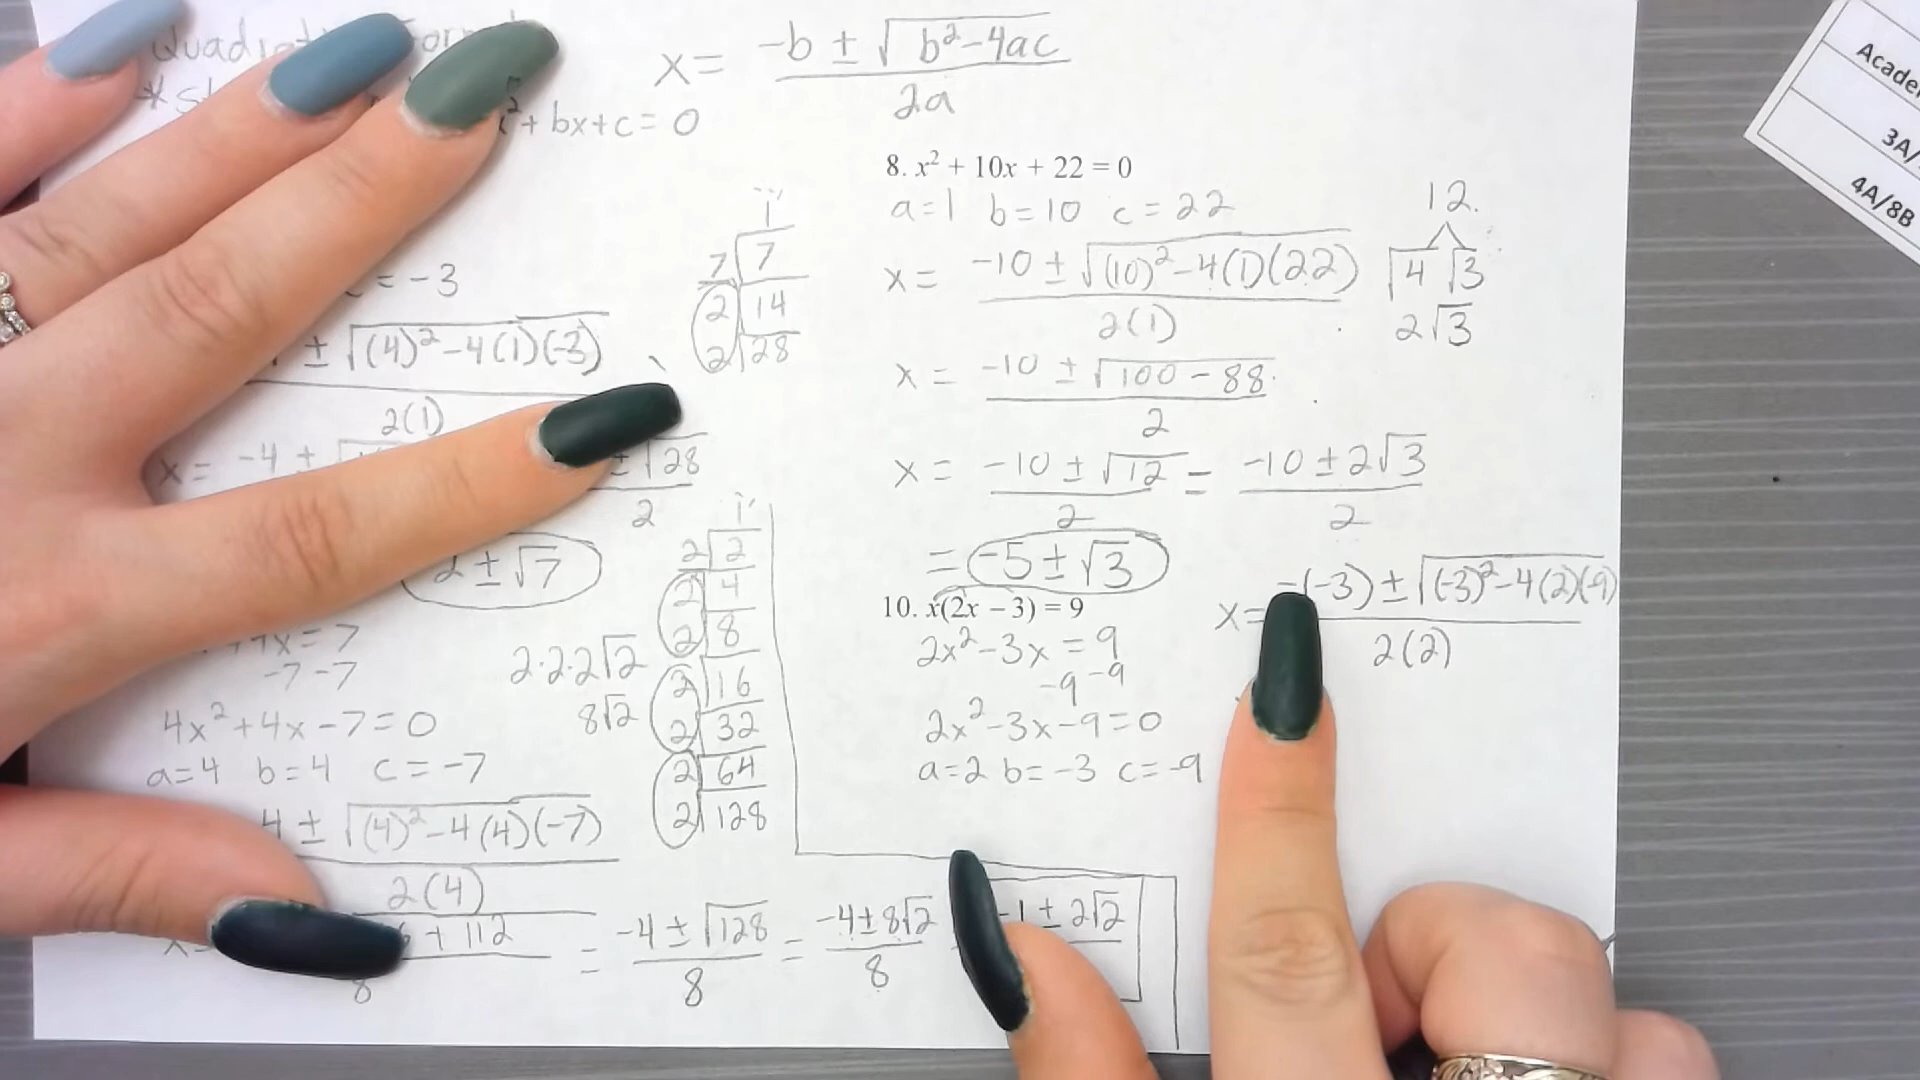 x = -b ± √b²-4ac
2a
+ bx + c = 0
= -3
± √(4)²-4(1)(-3)
2(1)
x = -4 ±
± √28
2
± √7
1
7 7
2 14
2 28
= 7
-7 -7
4x² + 4x - 7 = 0
a=4 b=4 c=-7
4 ± √(4)²-4(4)(-7)
2(4)
+ 112
8
= -4 ± √128
8
= -4 ± 8√2
8
-1 ± 2√2
2·2·2√2
8√2
1
2 2
2 4
2 8
2 16
2 32
2 64
2 128
8. x² + 10x + 22 = 0
a=1 b=10 c=22
x = -10 ± √(10)²-4(1)(22)
2(1)
x = -10 ± √100-88
2
x = -10 ± √12 = -10 ± 2√3
2 2
= -5 ± √3
12
√4 √3
2√3
10. x(2x – 3) = 9
2x²-3x = 9
-9 -9
2x²-3x-9=0
a=2 b=-3 c=-9
x= -(-3) ± √(-3)²-4(2)(-9)
2(2)
3A/
4A/8B